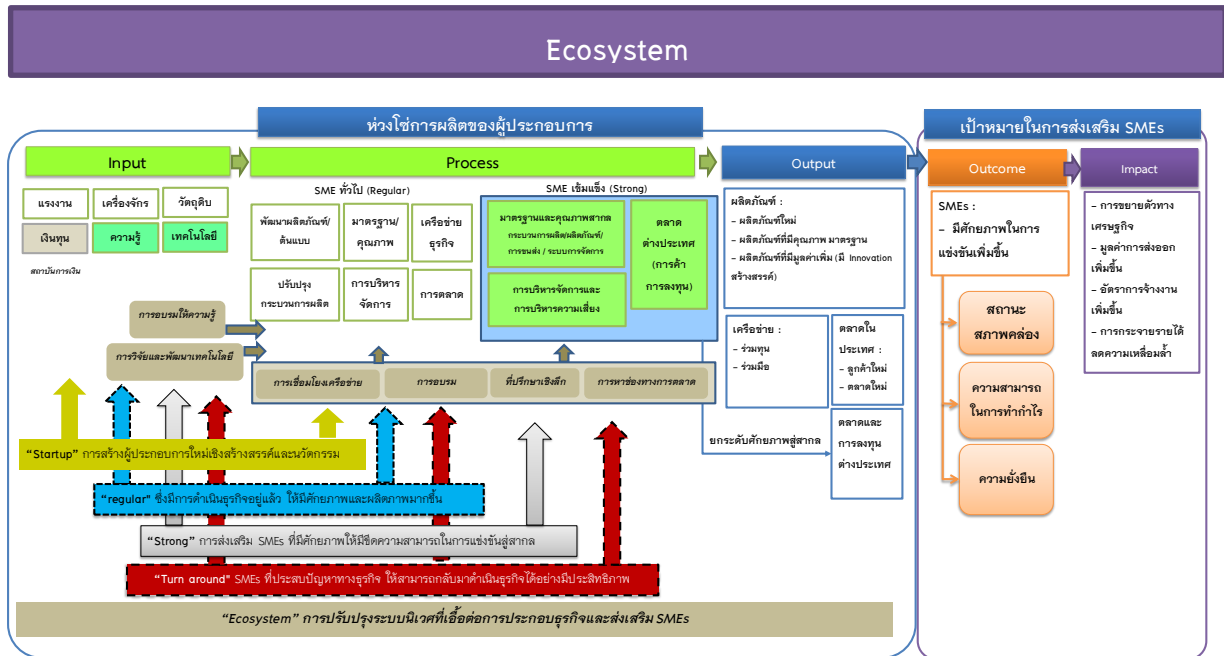 Ecosystem
ห่วงโซ่การผลิตของผู้ประกอบการ
เป้าหมายในการส่งเสริม SMEs
Input
Process
Output
Outcome
Impact
แรงงาน
เครื่องจักร
วัตถุดิบ
เงินทุน
ความรู้
เทคโนโลยี
สถาบันการเงิน
SME ทั่วไป (Regular)
พัฒนาผลิตภัณฑ์/
ต้นแบบ
มาตรฐาน/
คุณภาพ
เครือข่าย
ธุรกิจ
ปรับปรุง
กระบวนการผลิต
การบริหาร
จัดการ
การตลาด
SME เข้มแข็ง (Strong)
มาตรฐานและคุณภาพสากล
กระบวนการผลิต/ผลิตภัณฑ์/
การขนส่ง / ระบบการจัดการ
การบริหารจัดการและ
การบริหารความเสี่ยง
ตลาด
ต่างประเทศ
(การค้า
การลงทุน)
การอบรมให้ความรู้
การวิจัยและพัฒนาเทคโนโลยี
การเชื่อมโยงเครือข่าย
การอบรม
ที่ปรึกษาเชิงลึก
การหาช่องทางการตลาด
ผลิตภัณฑ์ :
– ผลิตภัณฑ์ใหม่
– ผลิตภัณฑ์ที่มีคุณภาพ มาตรฐาน
– ผลิตภัณฑ์ที่มีมูลค่าเพิ่ม (มี Innovation
สร้างสรรค์)
เครือข่าย :
– ร่วมทุน
– ร่วมมือ
ตลาดใน
ประเทศ :
– ลูกค้าใหม่
– ตลาดใหม่
ยกระดับศักยภาพสู่สากล
ตลาดและ
การลงทุน
ต่างประเทศ
SMEs :
– มีศักยภาพในการ
แข่งขันเพิ่มขึ้น
สถานะ
สภาพคล่อง
ความสามารถ
ในการทำกำไร
ความยั่งยืน
– การขยายตัวทาง
เศรษฐกิจ
– มูลค่าการส่งออก
เพิ่มขึ้น
– อัตราการจ้างงาน
เพิ่มขึ้น
– การกระจายรายได้
ลดความเหลื่อมล้ำ
“Startup” การสร้างผู้ประกอบการใหม่เชิงสร้างสรรค์และนวัตกรรม
“regular” ซึ่งมีการดำเนินธุรกิจอยู่แล้ว ให้มีศักยภาพและผลิตภาพมากขึ้น
“Strong” การส่งเสริม SMEs ที่มีศักยภาพให้มีขีดความสามารถในการแข่งขันสู่สากล
“Turn around” SMEs ที่ประสบปัญหาทางธุรกิจ ให้สามารถกลับมาดำเนินธุรกิจได้อย่างมีประสิทธิภาพ
“Ecosystem” การปรับปรุงระบบนิเวศที่เอื้อต่อการประกอบธุรกิจและส่งเสริม SMEs